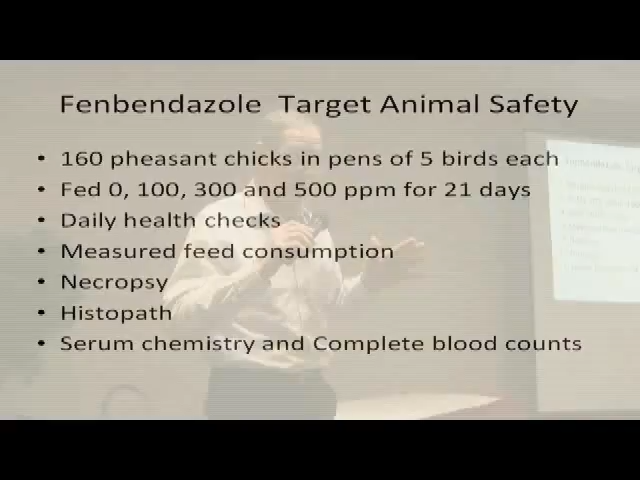 Fenbendazole Target Animal Safety
• 160 pheasant chicks in pens of 5 birds each
• Fed 0, 100, 300 and 500 ppm for 21 days
• Daily health checks
• Measured feed consumption
• Necropsy
• Histopath
• Serum chemistry and Complete blood counts